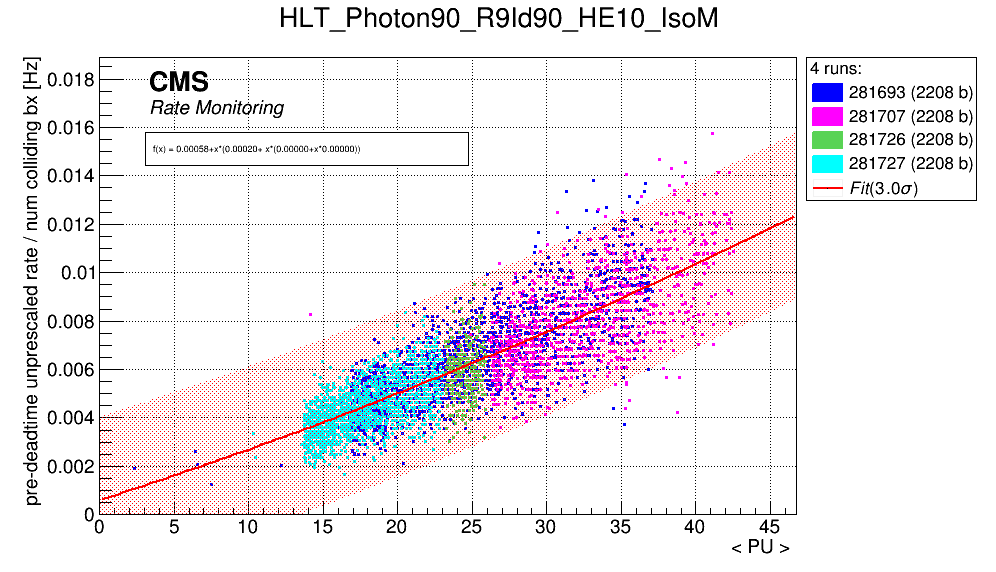 HLT_Photon90_R9Id90_HE10_IsoM
pre-deadtime unprescaled rate / num colliding bx [Hz]
0.018
0.016
0.014
0.012
0.01
0.008
0.006
0.004
0.002
0
CMS
Rate Monitoring
f(x) = 0.00058+x*(0.00020+ x*(0.00000+x*0.00000))
4 runs:
281693 (2208 b)
281707 (2208 b)
281726 (2208 b)
281727 (2208 b)
Fit(3.0σ)
0 5 10 15 20 25 30 35 40 45
< PU >